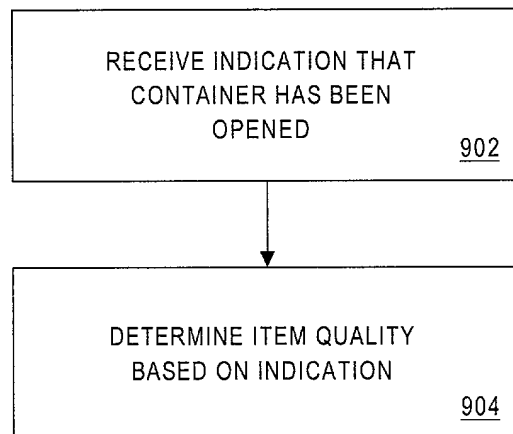 RECEIVE INDICATION THAT
CONTAINER HAS BEEN
OPENED
902
DETERMINE ITEM QUALITY
BASED ON INDICATION
904